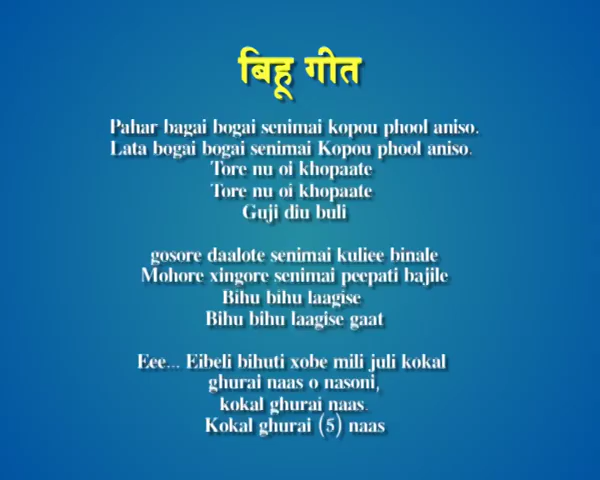 बिहू गीत
Pahar bagai bogai senimai kopou phool aniso.
Lata bogai bogai senimai Kopou phool aniso.
Tore nu oi khopaate
Tore nu oi khopaate
Guji diu buli
gosore daalote senimai kuliee binale
Mohore xingore senimai peepati bajile
Bihu bihu laagise
Bihu bihu laagise gaat
Eee... Eibeli bihuti xobe mili juli kokal
ghurai naas o nasoni,
kokal ghurai naas.
Kokal ghurai (5) naas